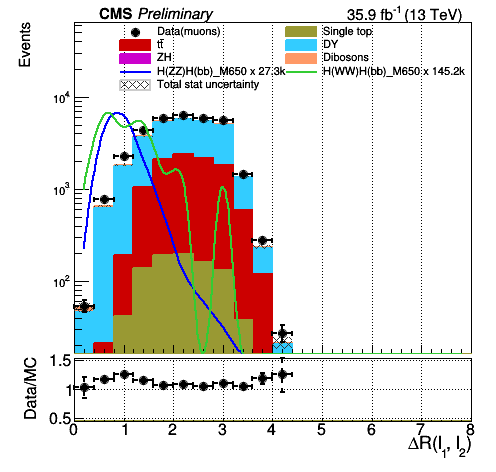 CMS Preliminary 35.9 fb⁻¹ (13 TeV)
Data(muons) Single top
tt̄ DY
ZH Dibosons
H(ZZ)H(bb)_M650 x 27.3k H(WW)H(bb)_M650 x 145.2k
Total stat uncertainty
Events
10⁴
10³
10²
Data/MC
1.5
1
0.5
0 1 2 3 4 5 6 7 8
ΔR(l₁, l₂)